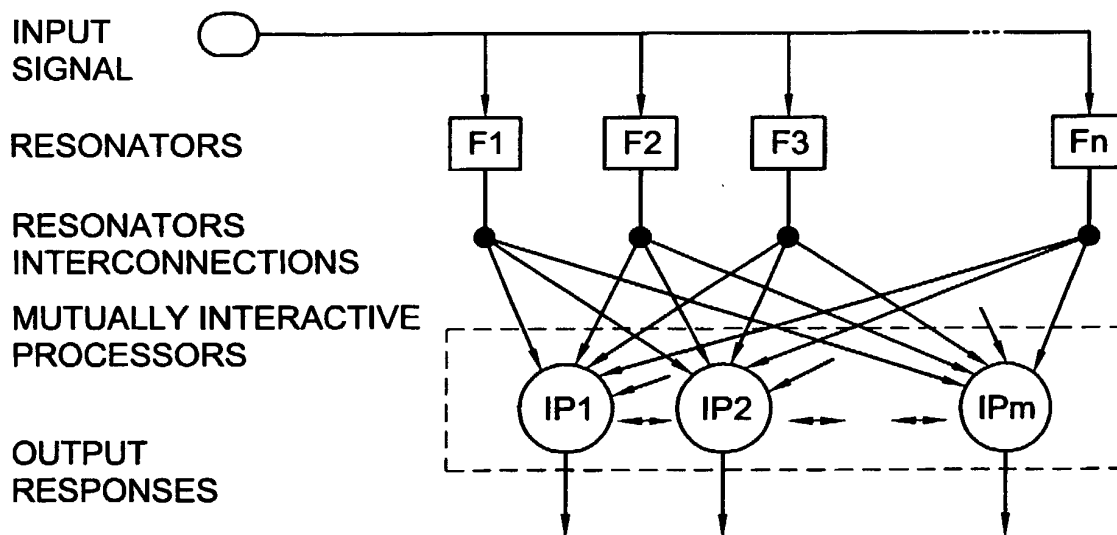 INPUT
SIGNAL
RESONATORS
F1 F2 F3 Fn
RESONATORS
INTERCONNECTIONS
MUTUALLY INTERACTIVE
PROCESSORS
IP1 IP2 IPm
OUTPUT
RESPONSES